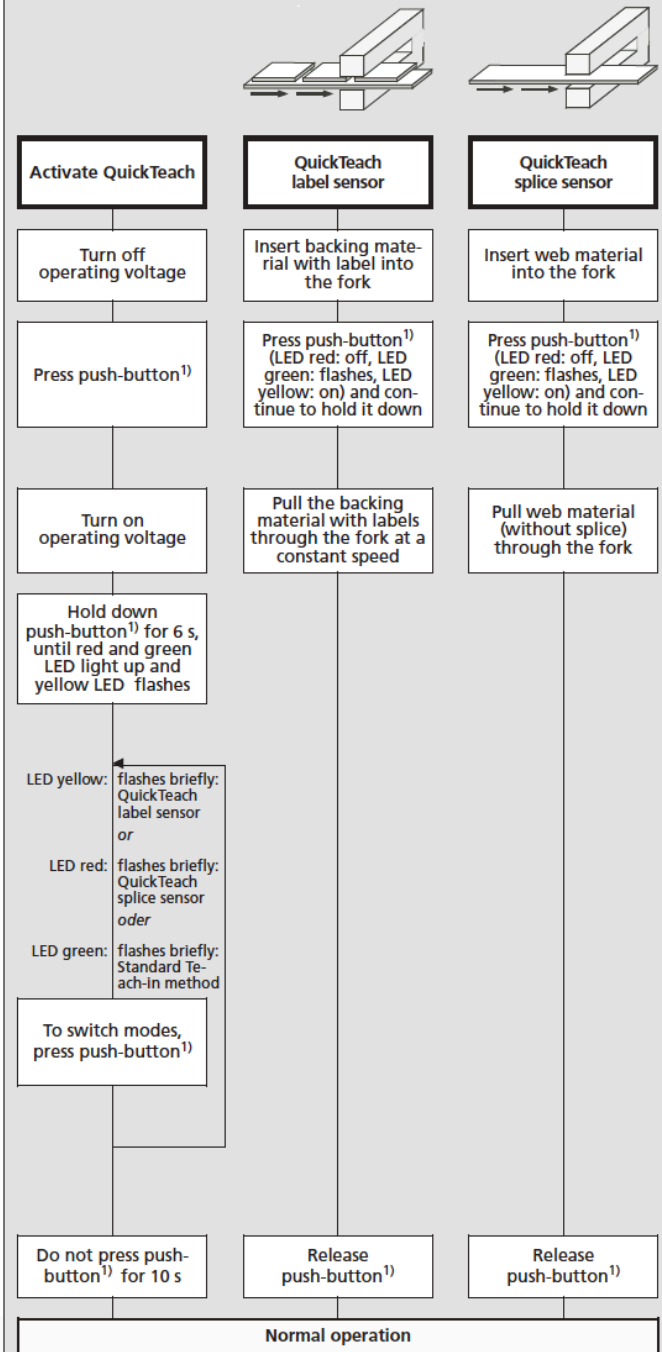 Activate QuickTeach
QuickTeach
label sensor
QuickTeach
splice sensor
Turn off
operating voltage
Insert backing mate-
rial with label into
the fork
Insert web material
into the fork
Press push-button1)
Press push-button1)
(LED red: off, LED
green: flashes, LED
yellow: on) and con-
tinue to hold it down
Press push-button1)
(LED red: off, LED
green: flashes, LED
yellow: on) and con-
tinue to hold it down
Turn on
operating voltage
Pull the backing
material with labels
through the fork at a
constant speed
Pull web material
(without splice)
through the fork
Hold down
push-button1) for 6 s,
until red and green
LED light up and
yellow LED flashes
LED yellow: flashes briefly:
QuickTeach
label sensor
or
LED red: flashes briefly:
QuickTeach
splice sensor
oder
LED green: flashes briefly:
Standard Te-
ach-in method
To switch modes,
press push-button1)
Do not press push-
button1) for 10 s
Release
push-button1)
Release
push-button1)
Normal operation